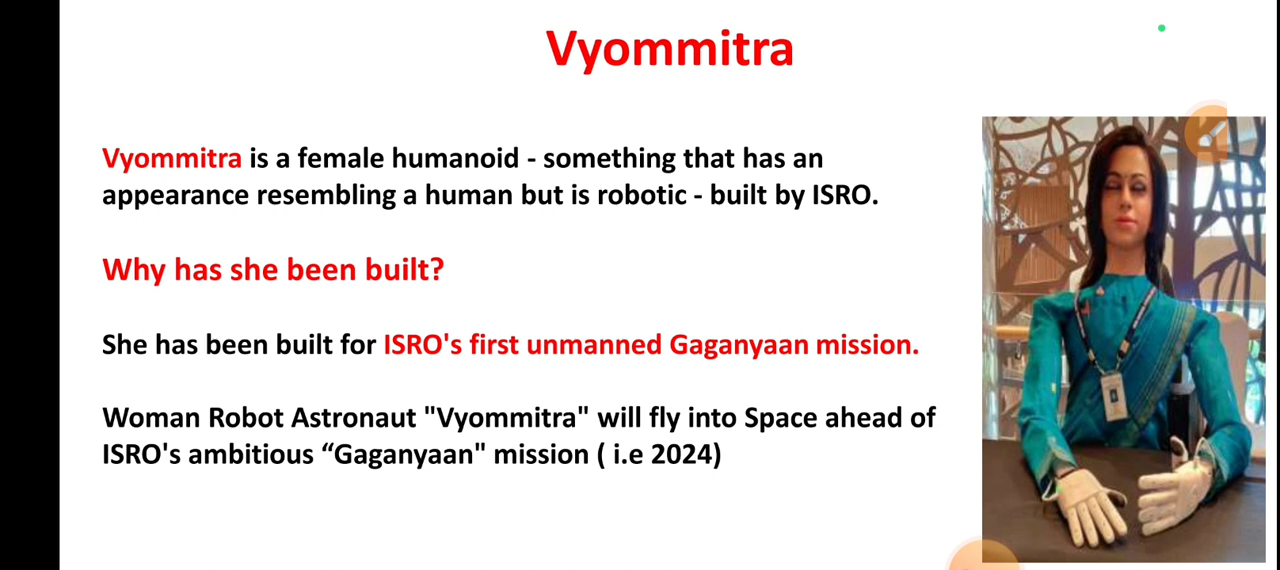 Vyommitra
Vyommitra is a female humanoid - something that has an
appearance resembling a human but is robotic - built by ISRO.
Why has she been built?
She has been built for ISRO's first unmanned Gaganyaan mission.
Woman Robot Astronaut "Vyommitra" will fly into Space ahead of
ISRO's ambitious “Gaganyaan" mission ( i.e 2024)